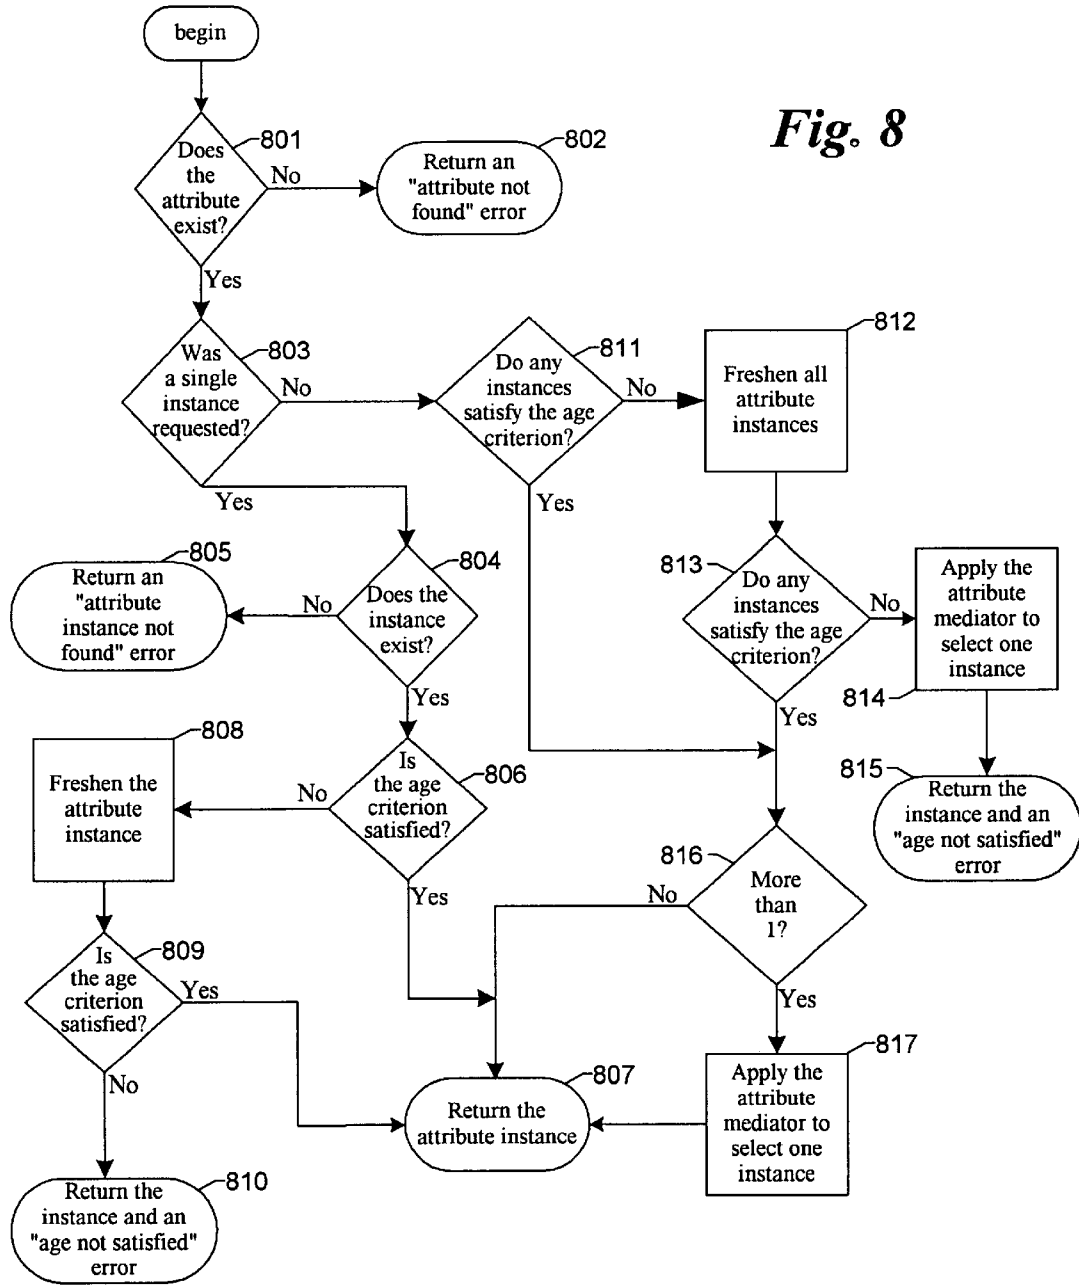 begin
Fig. 8
801
Does
the
attribute
exist?
No
802
Return an
"attribute not
found" error
Yes
803
Was
a single
instance
requested?
No
811
Do any
instances
satisfy the age
criterion?
No
812
Freshen all
attribute
instances
Yes
Yes
805
Return an
"attribute
instance not
found" error
No
804
Does the
instance
exist?
Yes
813
Do any
instances
satisfy the age
criterion?
No
Apply the
attribute
mediator to
select one
instance
814
Yes
815
Return the
instance and an
"age not satisfied"
error
808
Freshen the
attribute
instance
No
806
Is
the age
criterion
satisfied?
Yes
816
More
than
1?
No
Yes
809
Is
the age
criterion
satisfied?
Yes
No
807
Return the
attribute instance
817
Apply the
attribute
mediator to
select one
instance
810
Return the
instance and an
"age not satisfied"
error